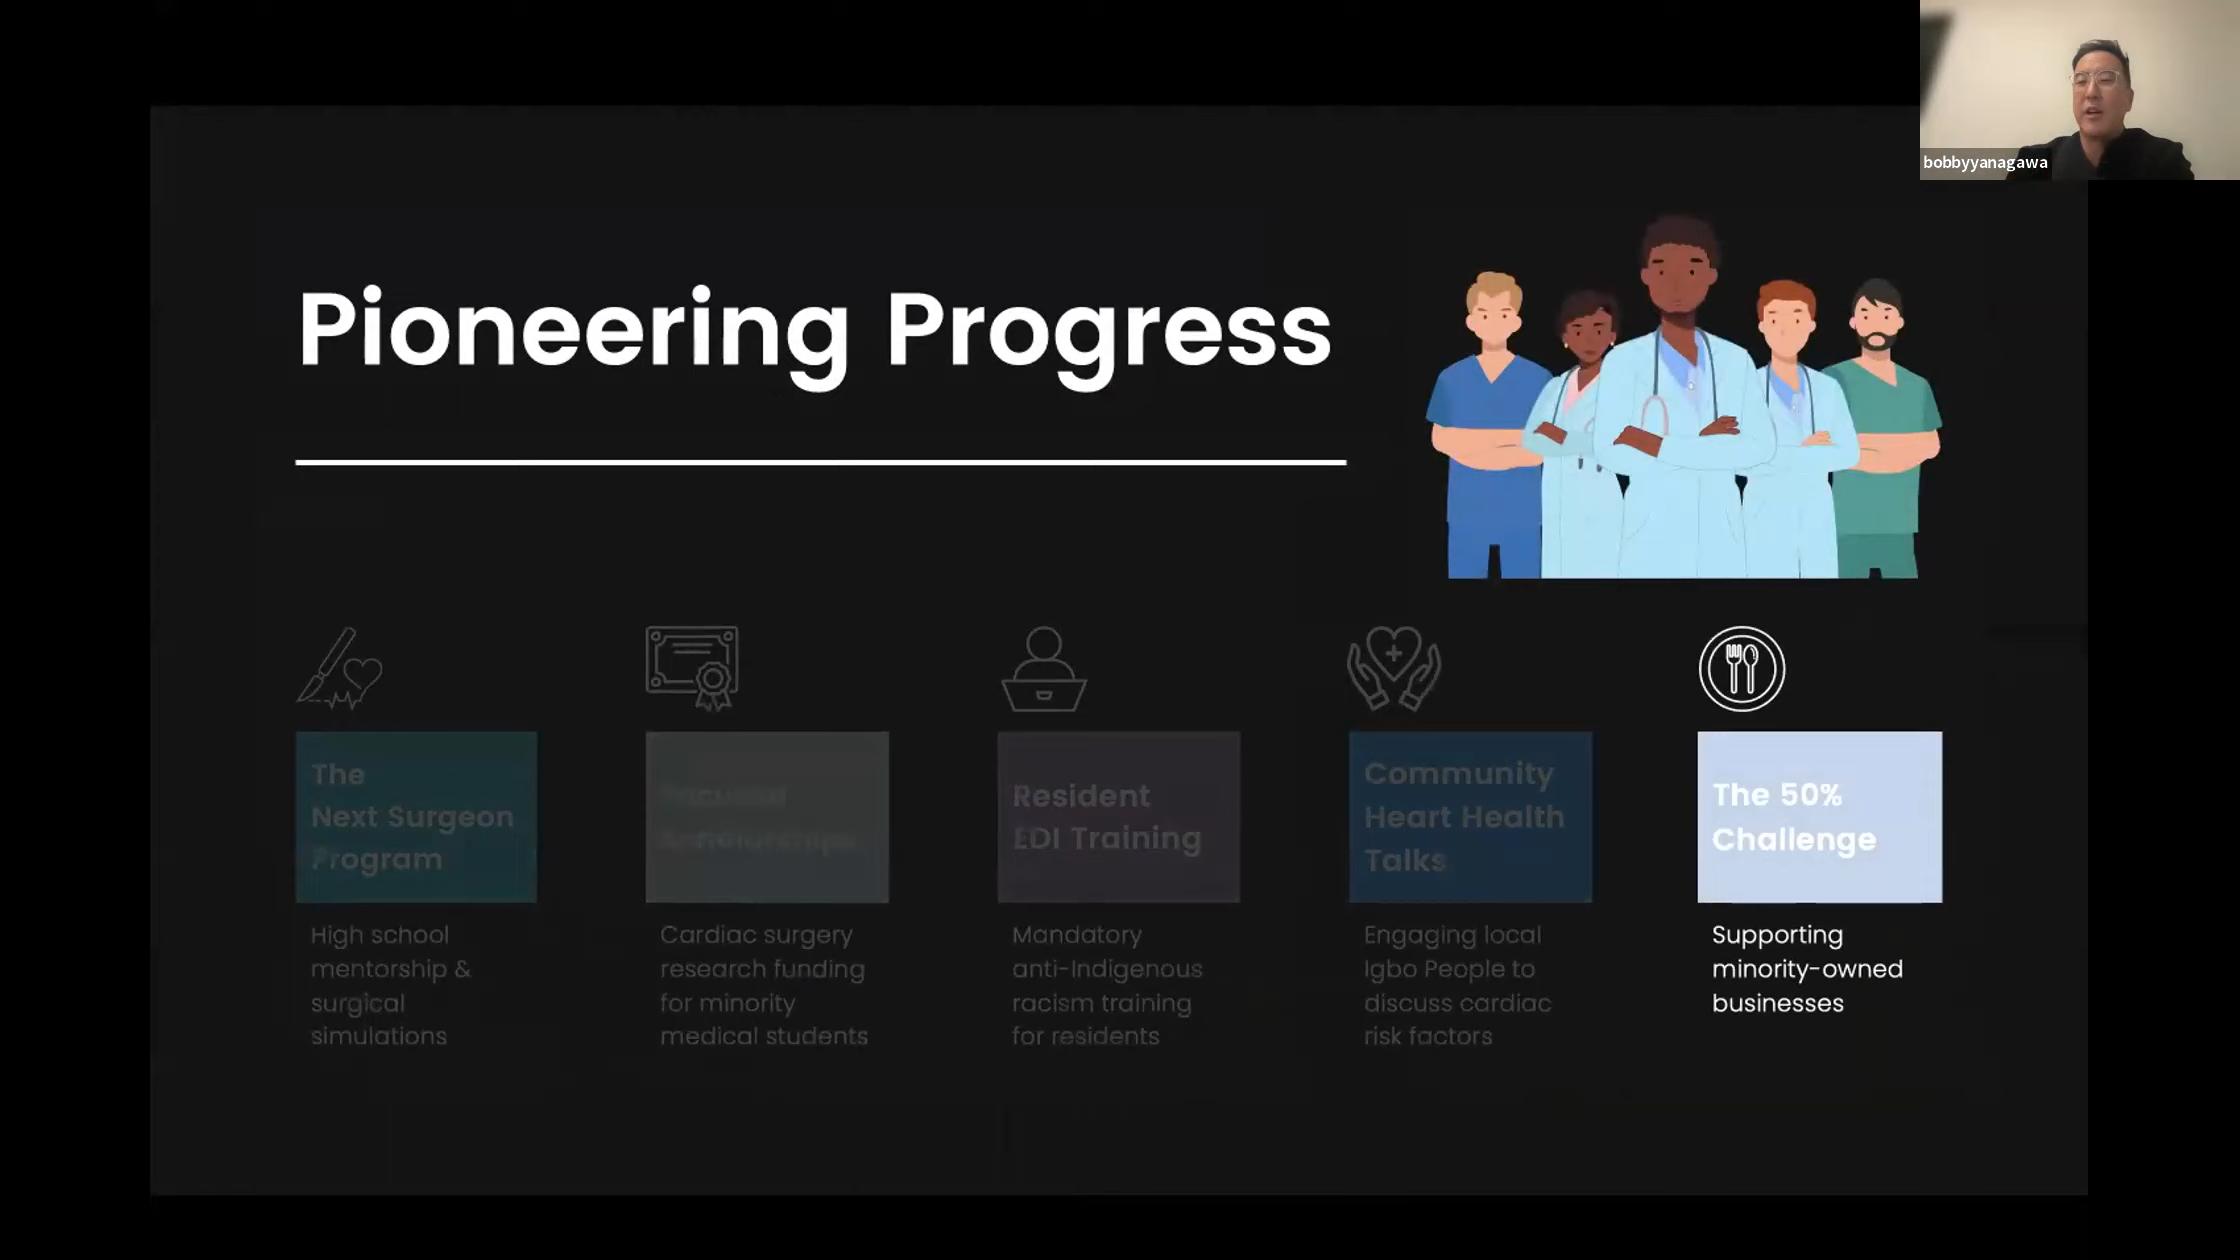 bobbyyanagawa
Pioneering Progress
The
Next Surgeon
Program
High school
mentorship &
surgical
simulations
Cardiac surgery
research funding
for minority
medical students
Resident
EDI Training
Mandatory
anti-Indigenous
racism training
for residents
Community
Heart Health
Talks
Engaging local
Igbo People to
discuss cardiac
risk factors
The 50%
Challenge
Supporting
minority-owned
businesses